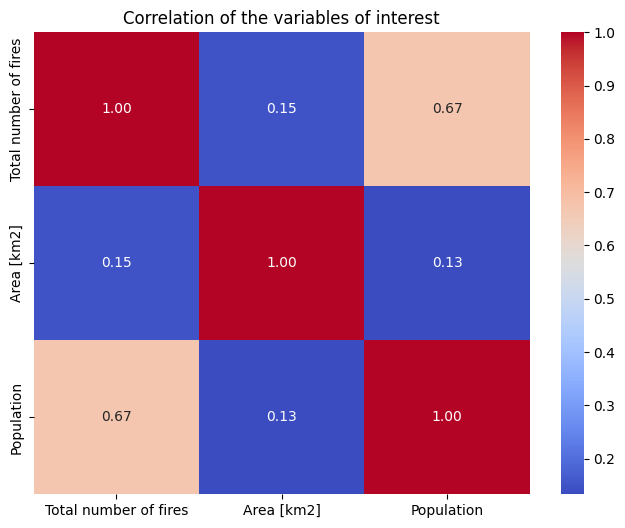 Correlation of the variables of interest
Total number of fires
Area [km2]
Population
1.00 0.15 0.67
0.15 1.00 0.13
0.67 0.13 1.00
Total number of fires Area [km2] Population
1.0
0.9
0.8
0.7
0.6
0.5
0.4
0.3
0.2